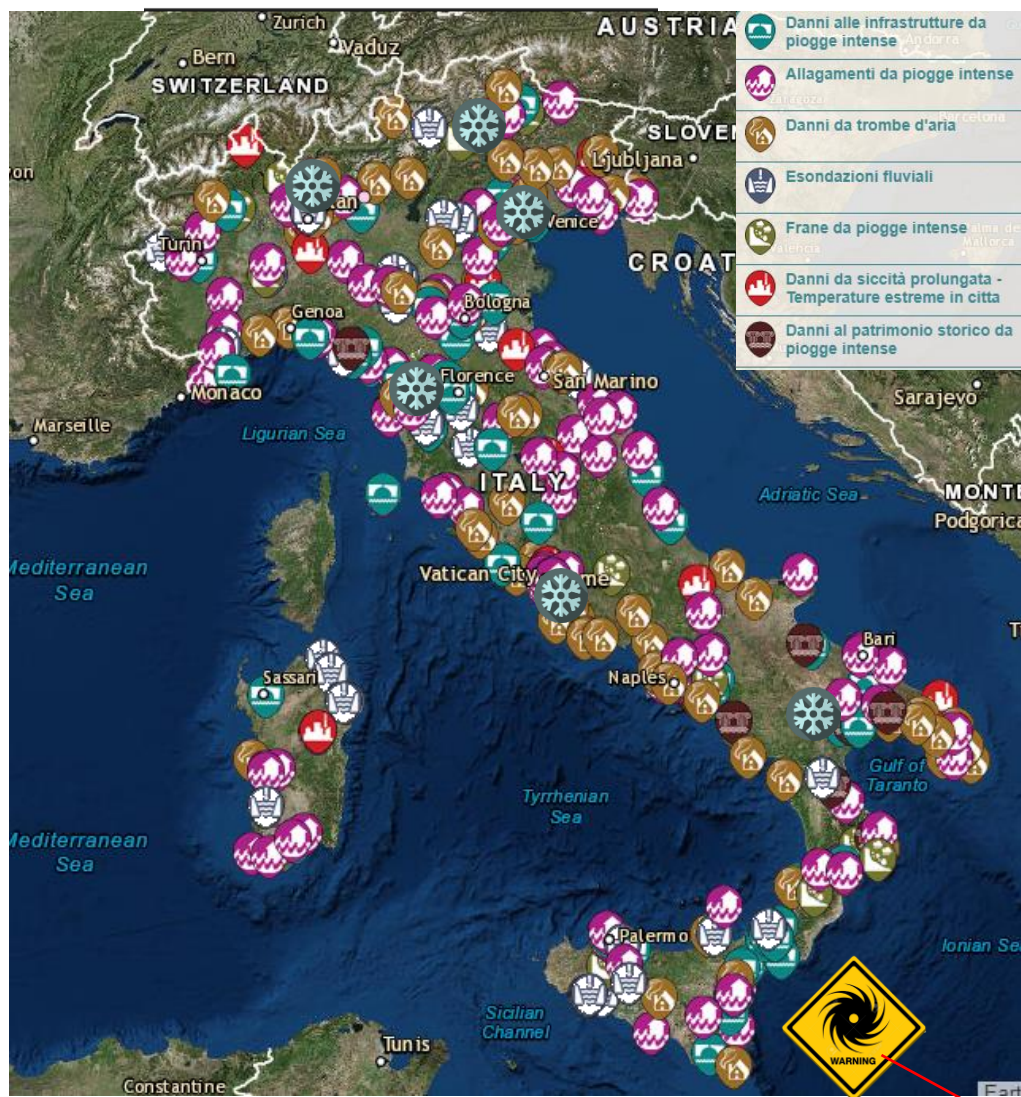 Zurich
AUSTRIA
Vaduz
Bern
SWITZERLAND
SLOVEN
Ljubljana
Venice
Turin
CROAT
Bologna
Genoa
Florence
San Marino
Monaco
Sarajevo
Marseille
Ligurian Sea
ITALY
Adriatic Sea
MONTE
Podgorica
Mediterranean
Sea
Vatican City
Bari
Sassari
Naples
Gulf of
Taranto
Tyrrhenian
Sea
Mediterranean
Sea
Palermo
Ionian Sea
Sicilian
Channel
Tunis
Constantine
WARNING
Danni alle infrastrutture da
piogge intense
Allagamenti da piogge intense
Danni da trombe d'aria
Esondazioni fluviali
Frane da piogge intense
Danni da siccità prolungata -
Temperature estreme in citta
Danni al patrimonio storico da
piogge intense